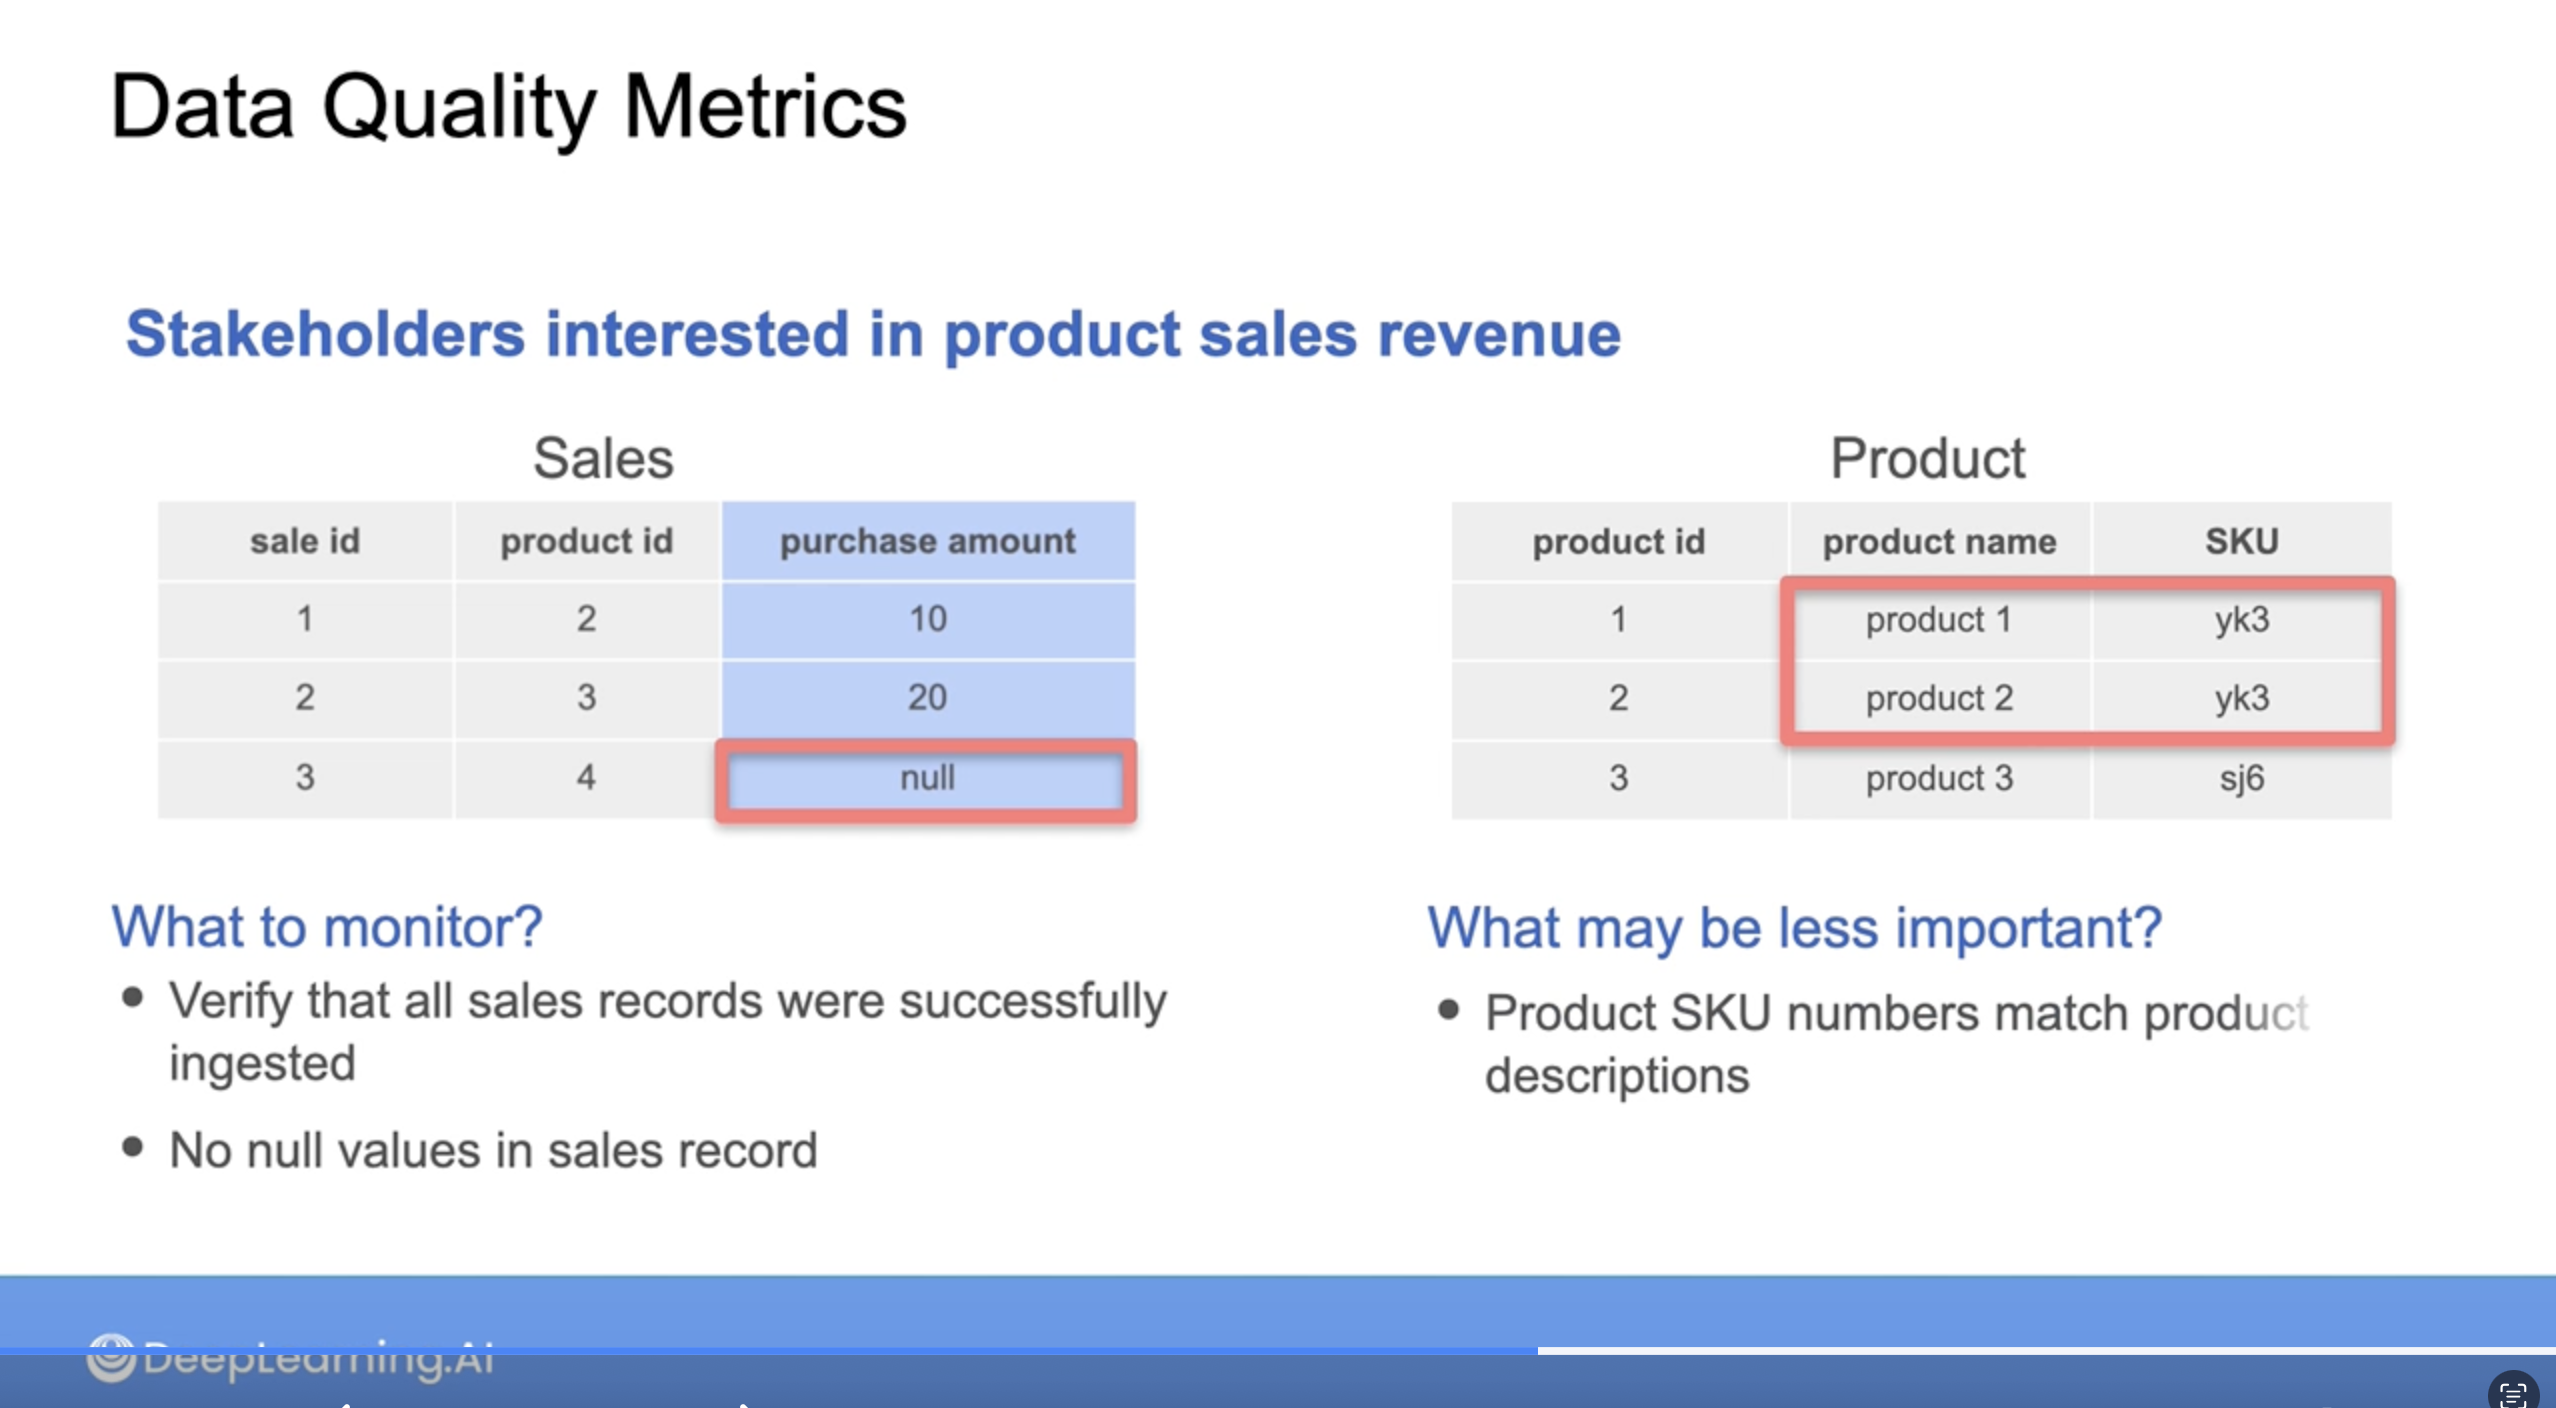 Data Quality Metrics
Stakeholders interested in product sales revenue
Sales
sale id product id purchase amount
1 2 10
2 3 20
3 4 null
Product
product id product name SKU
1 product 1 yk3
2 product 2 yk3
3 product 3 sj6
What to monitor?
• Verify that all sales records were successfully
ingested
• No null values in sales record
What may be less important?
• Product SKU numbers match product
descriptions
DeepLearning.AI